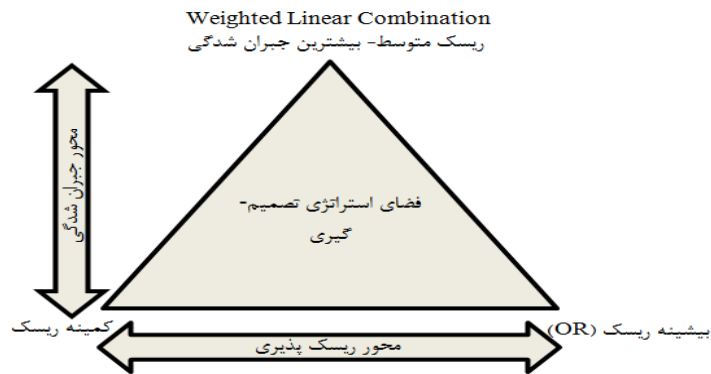 Weighted Linear Combination
ریسک متوسط- بیشترین جبران شدگی
محور جبران شدگی
فضای استراتژی تصمیم-
گیری
کمینه ریسک
بیشینه ریسک (OR)
محور ریسک پذیری